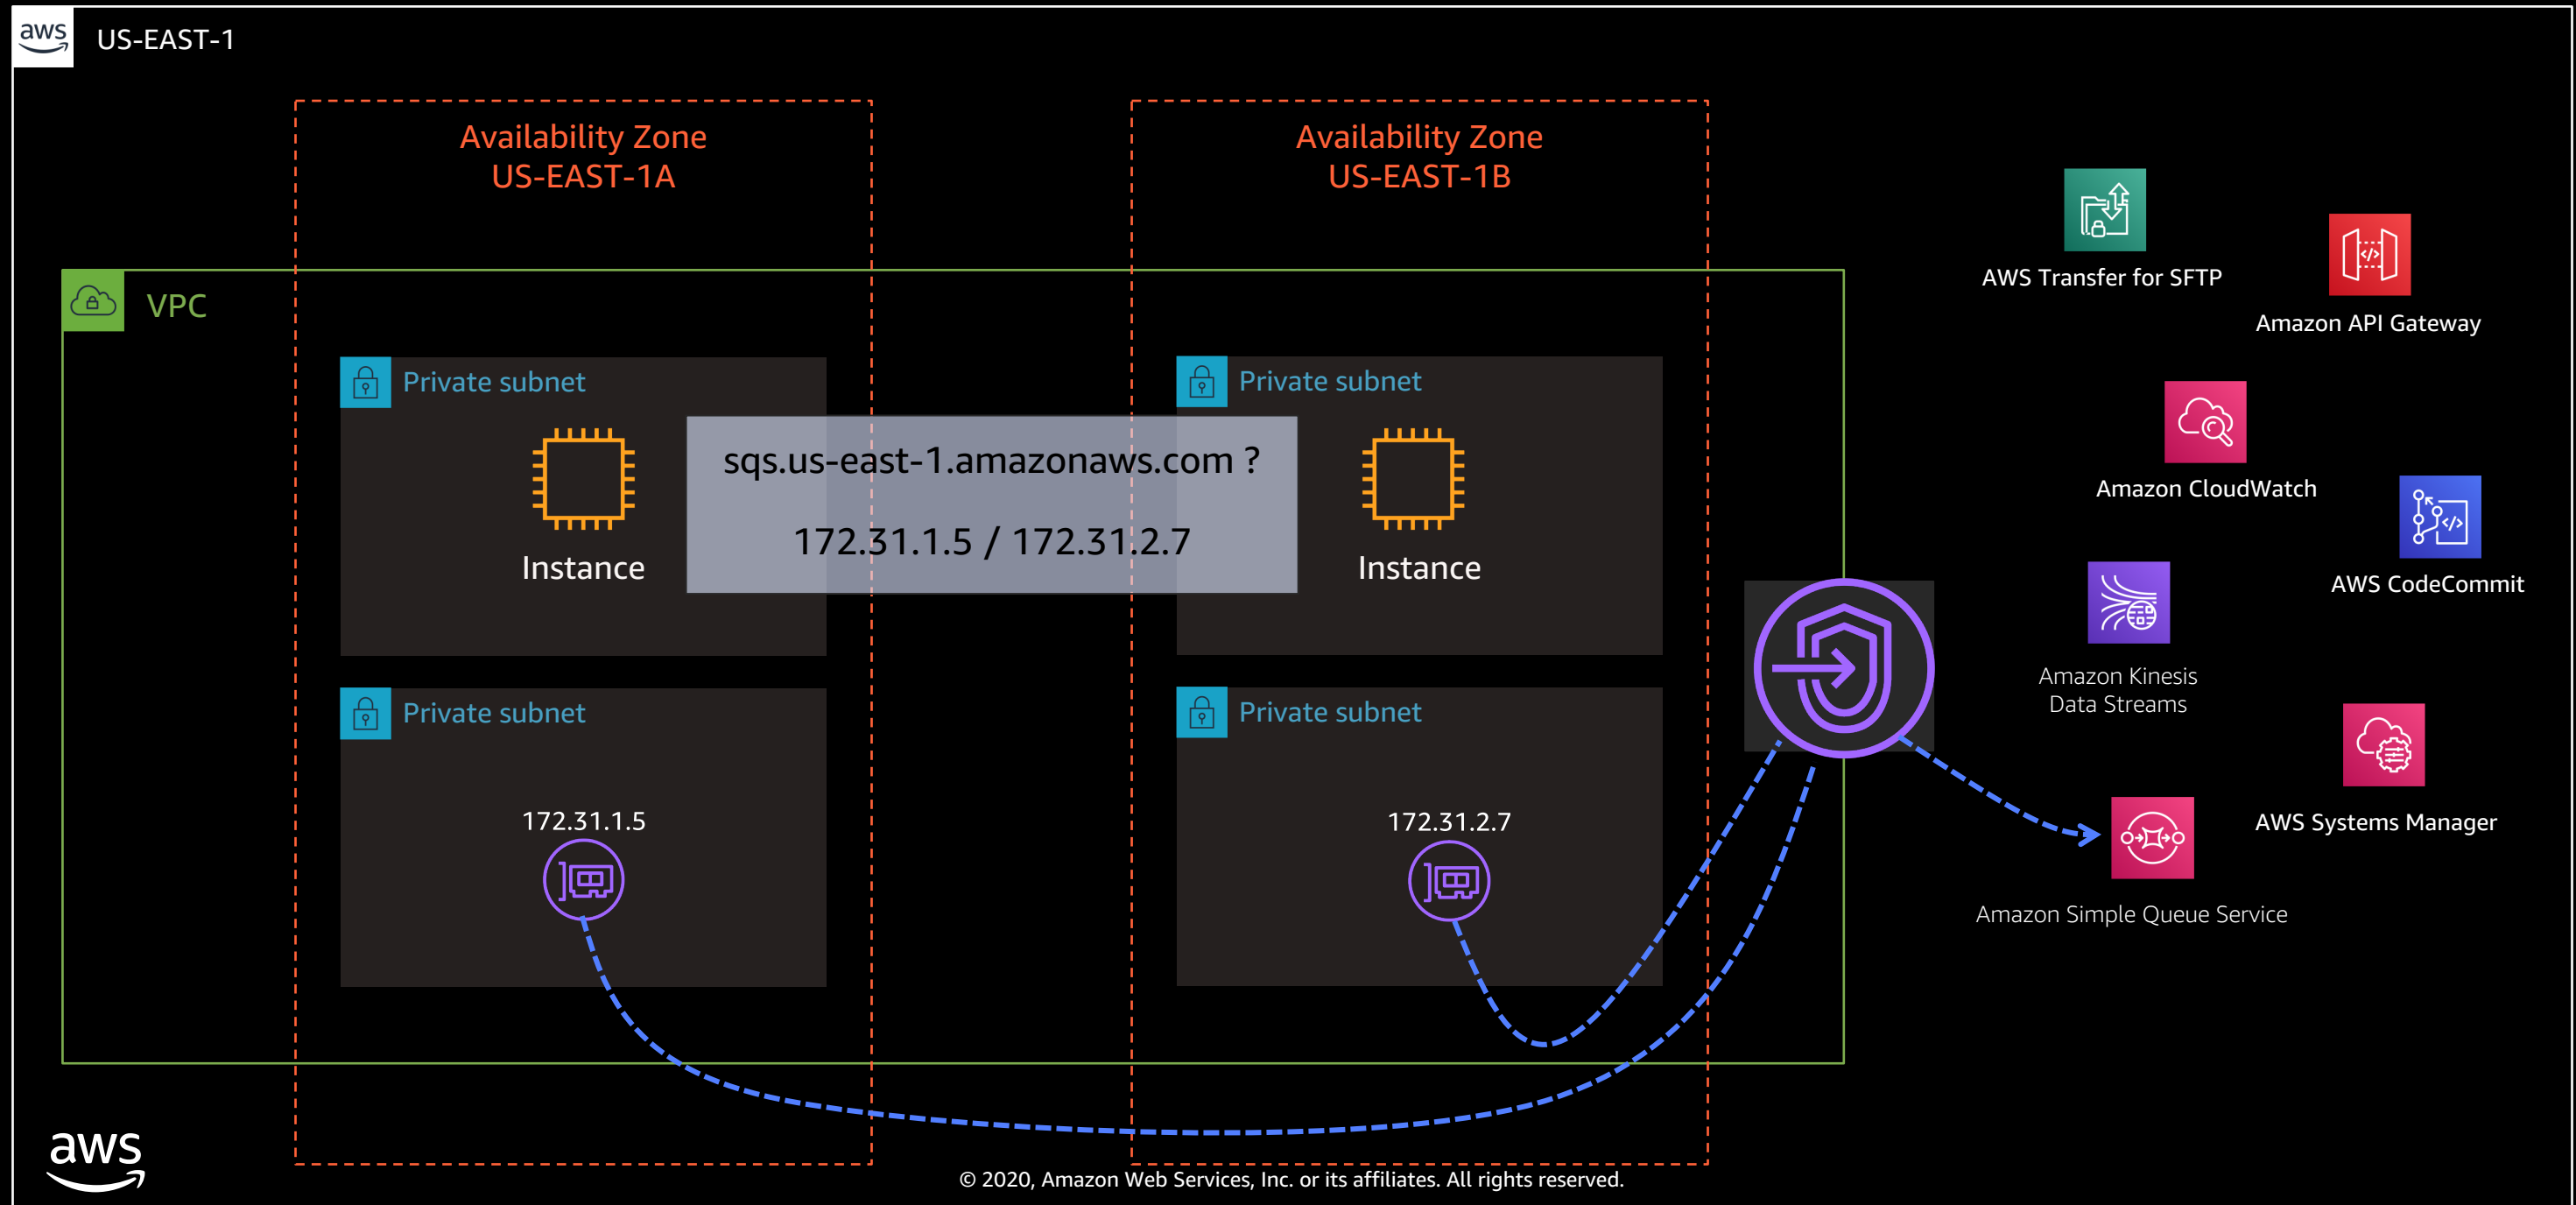 aws
US-EAST-1
Availability Zone
US-EAST-1A
Availability Zone
US-EAST-1B
AWS Transfer for SFTP
Amazon API Gateway
VPC
Private subnet
Private subnet
sqs.us-east-1.amazonaws.com ?
172.31.1.5 / 172.31.2.7
Instance
Instance
Amazon CloudWatch
AWS CodeCommit
Amazon Kinesis
Data Streams
Private subnet
Private subnet
172.31.1.5
172.31.2.7
AWS Systems Manager
Amazon Simple Queue Service
aws
© 2020, Amazon Web Services, Inc. or its affiliates. All rights reserved.